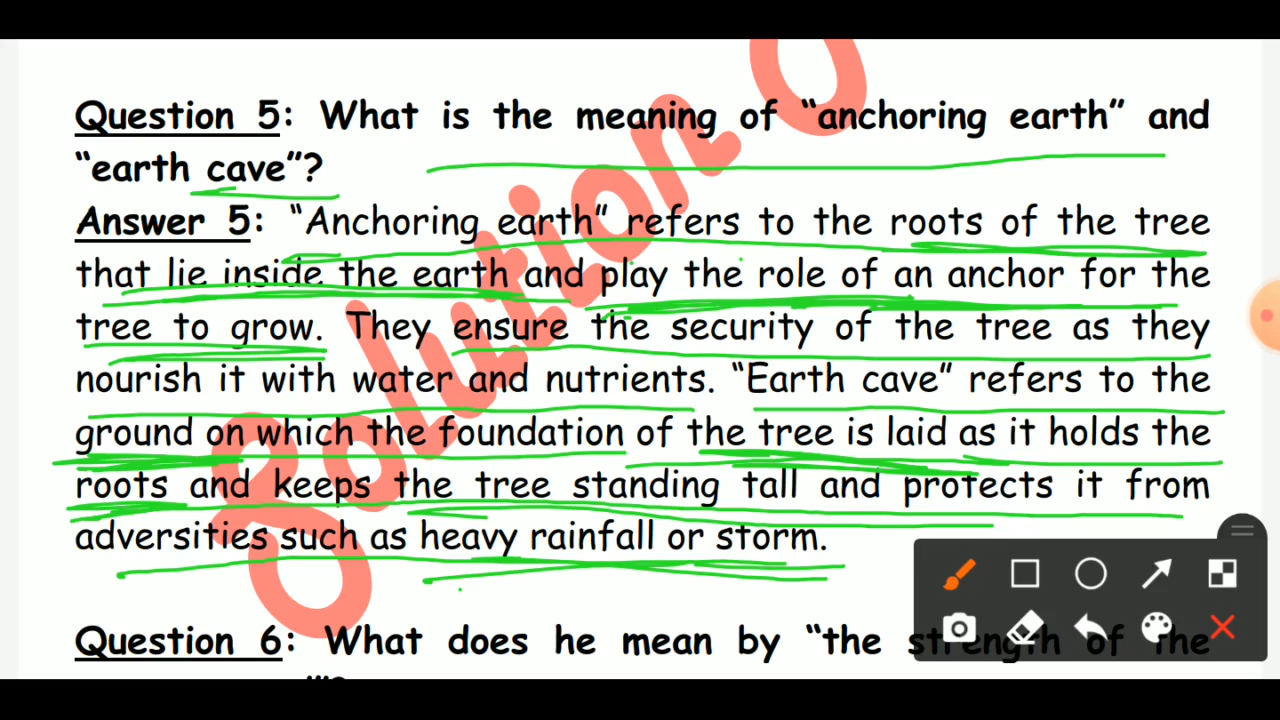 Question 5: What is the meaning of “anchoring earth” and
“earth cave”?
Answer 5: “Anchoring earth” refers to the roots of the tree
that lie inside the earth and play the role of an anchor for the
tree to grow. They ensure the security of the tree as they
nourish it with water and nutrients. “Earth cave” refers to the
ground on which the foundation of the tree is laid as it holds the
roots and keeps the tree standing tall and protects it from
adversities such as heavy rainfall or storm.
Question 6: What does he mean by “the strength of the
Solution O